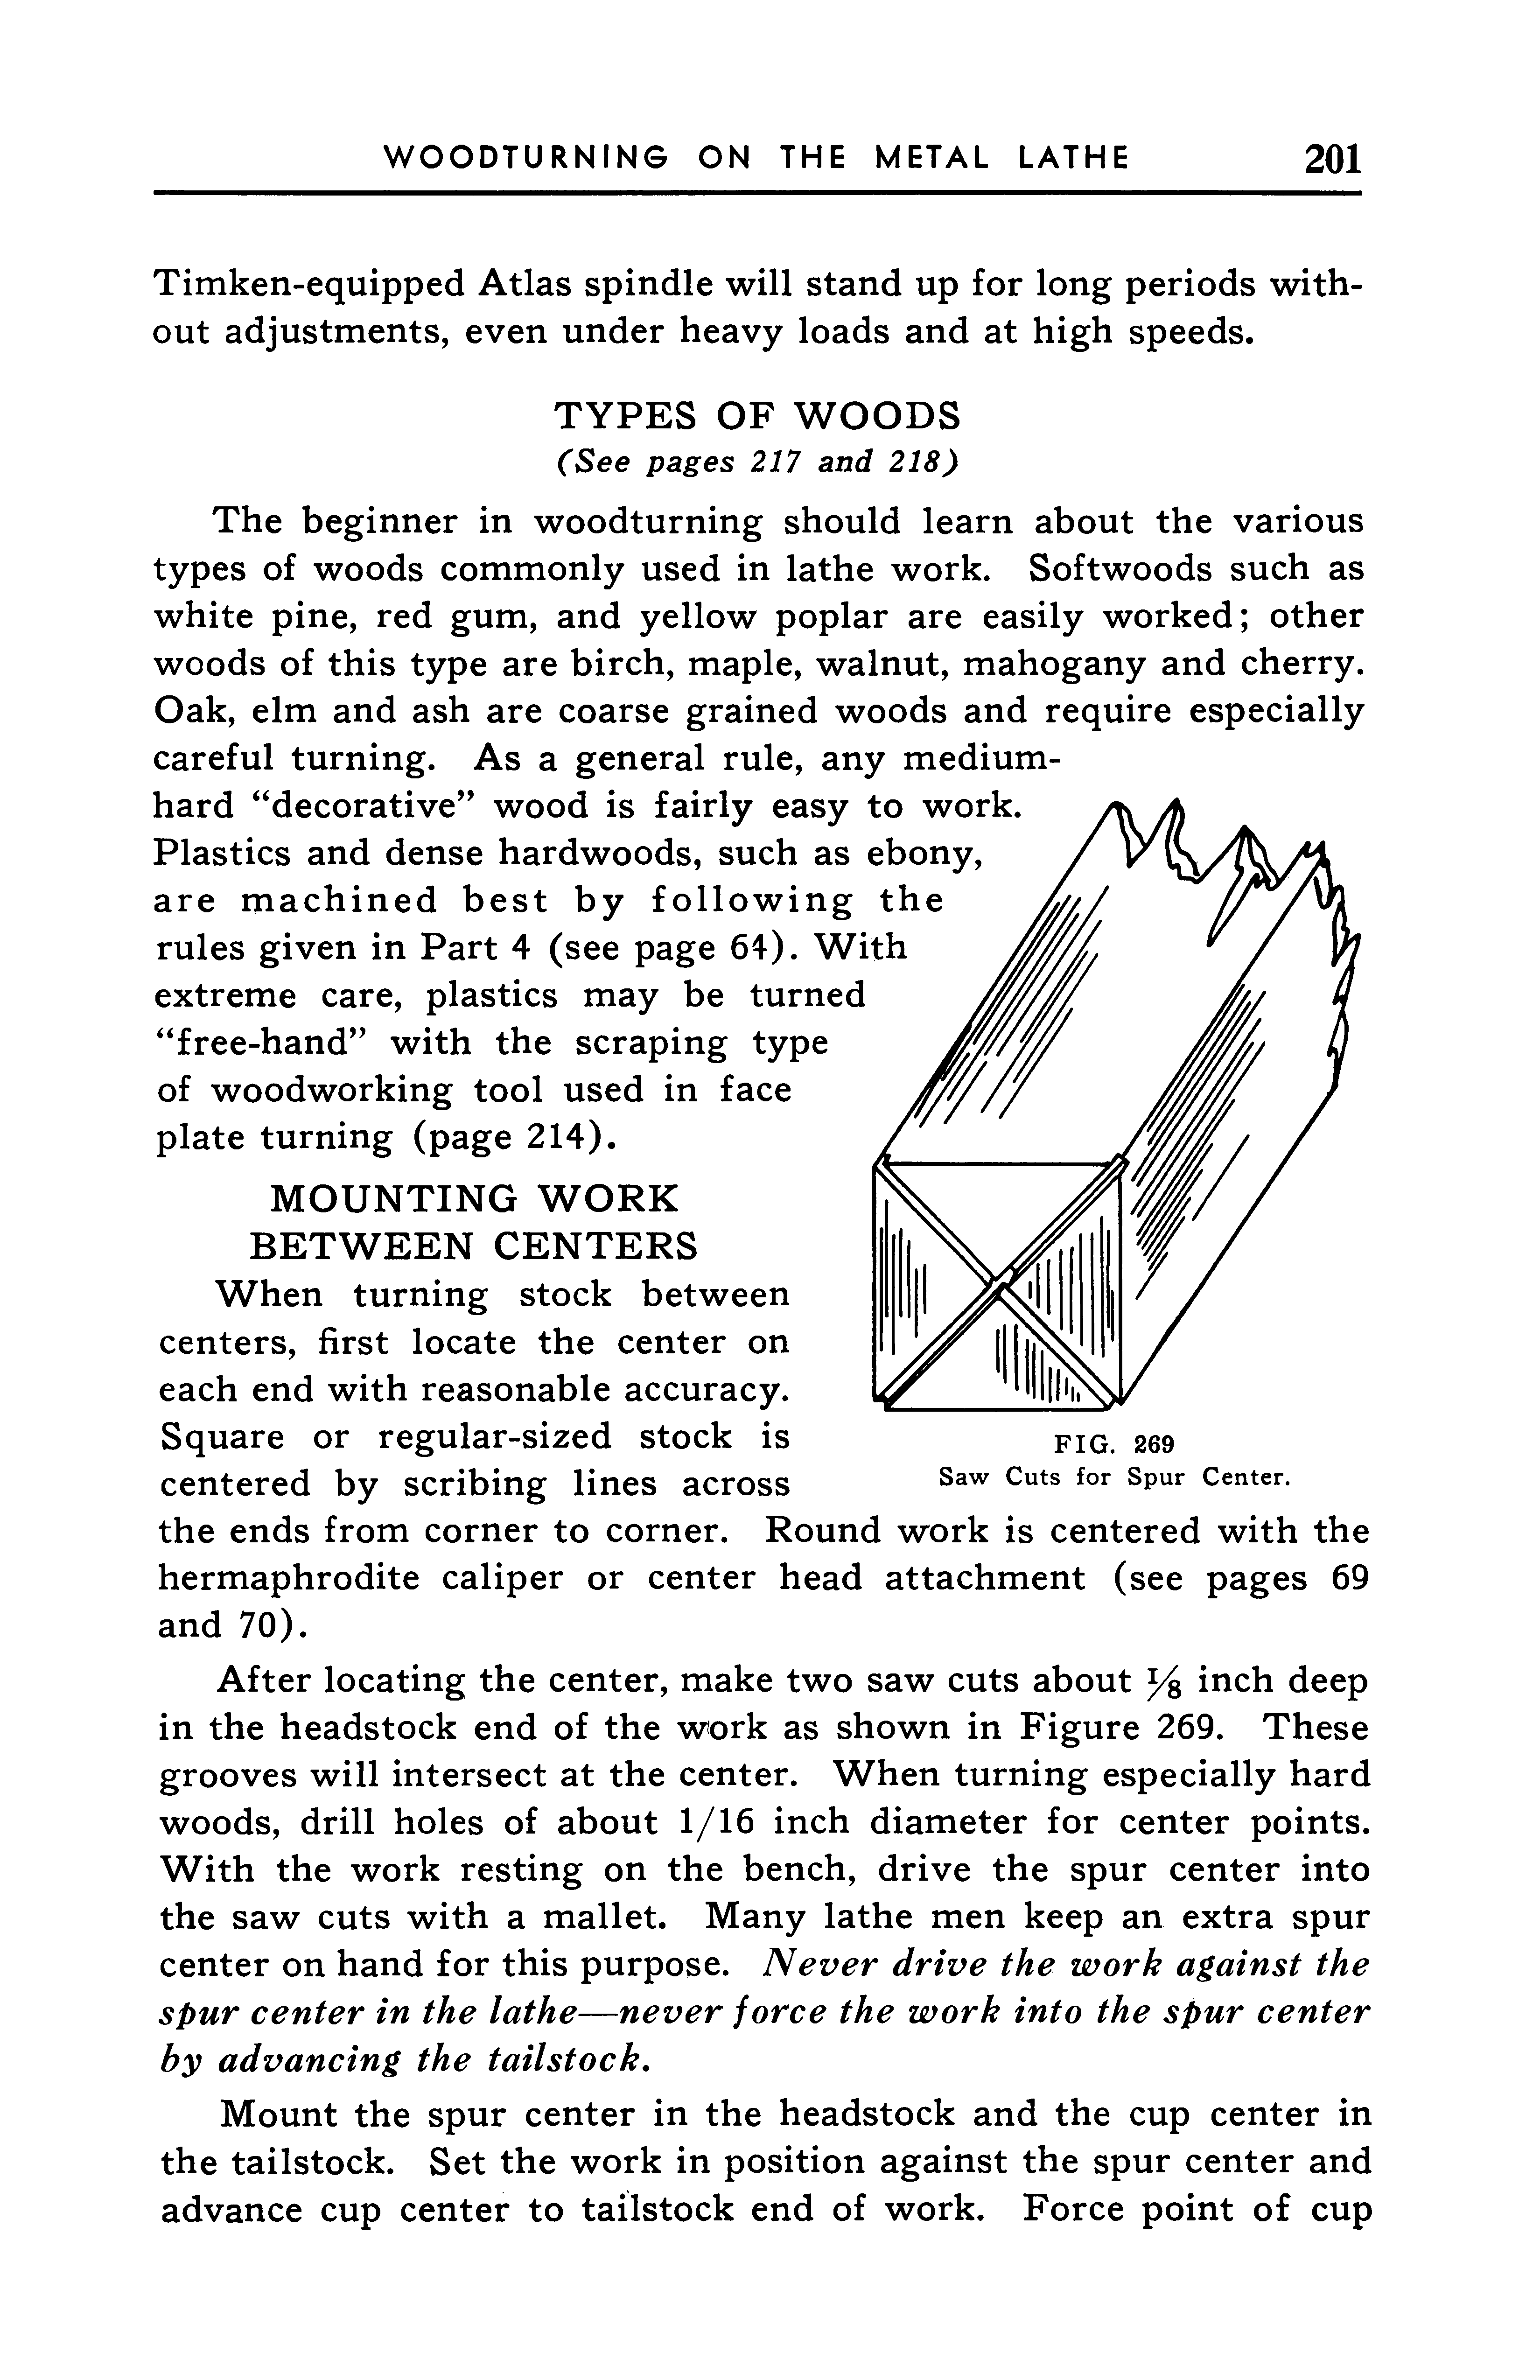 WOODTURNING ON THE METAL LATHE 201
Timken-equipped Atlas spindle will stand up for long periods with-
out adjustments, even under heavy loads and at high speeds.
TYPES OF WOODS
(See pages 217 and 218)
The beginner in woodturning should learn about the various
types of woods commonly used in lathe work. Softwoods such as
white pine, red gum, and yellow poplar are easily worked; other
woods of this type are birch, maple, walnut, mahogany and cherry.
Oak, elm and ash are coarse grained woods and require especially
careful turning. As a general rule, any medium-
hard “decorative” wood is fairly easy to work.
Plastics and dense hardwoods, such as ebony,
are machined best by following the
rules given in Part 4 (see page 64). With
extreme care, plastics may be turned
“free-hand” with the scraping type
of woodworking tool used in face
plate turning (page 214).
MOUNTING WORK
BETWEEN CENTERS
When turning stock between
centers, first locate the center on
each end with reasonable accuracy.
Square or regular-sized stock is
centered by scribing lines across
FIG. 269
Saw Cuts for Spur Center.
the ends from corner to corner. Round work is centered with the
hermaphrodite caliper or center head attachment (see pages 69
and 70).
After locating the center, make two saw cuts about ⅛ inch deep
in the headstock end of the work as shown in Figure 269. These
grooves will intersect at the center. When turning especially hard
woods, drill holes of about 1/16 inch diameter for center points.
With the work resting on the bench, drive the spur center into
the saw cuts with a mallet. Many lathe men keep an extra spur
center on hand for this purpose. Never drive the work against the
spur center in the lathe—never force the work into the spur center
by advancing the tailstock.
Mount the spur center in the headstock and the cup center in
the tailstock. Set the work in position against the spur center and
advance cup center to tailstock end of work. Force point of cup